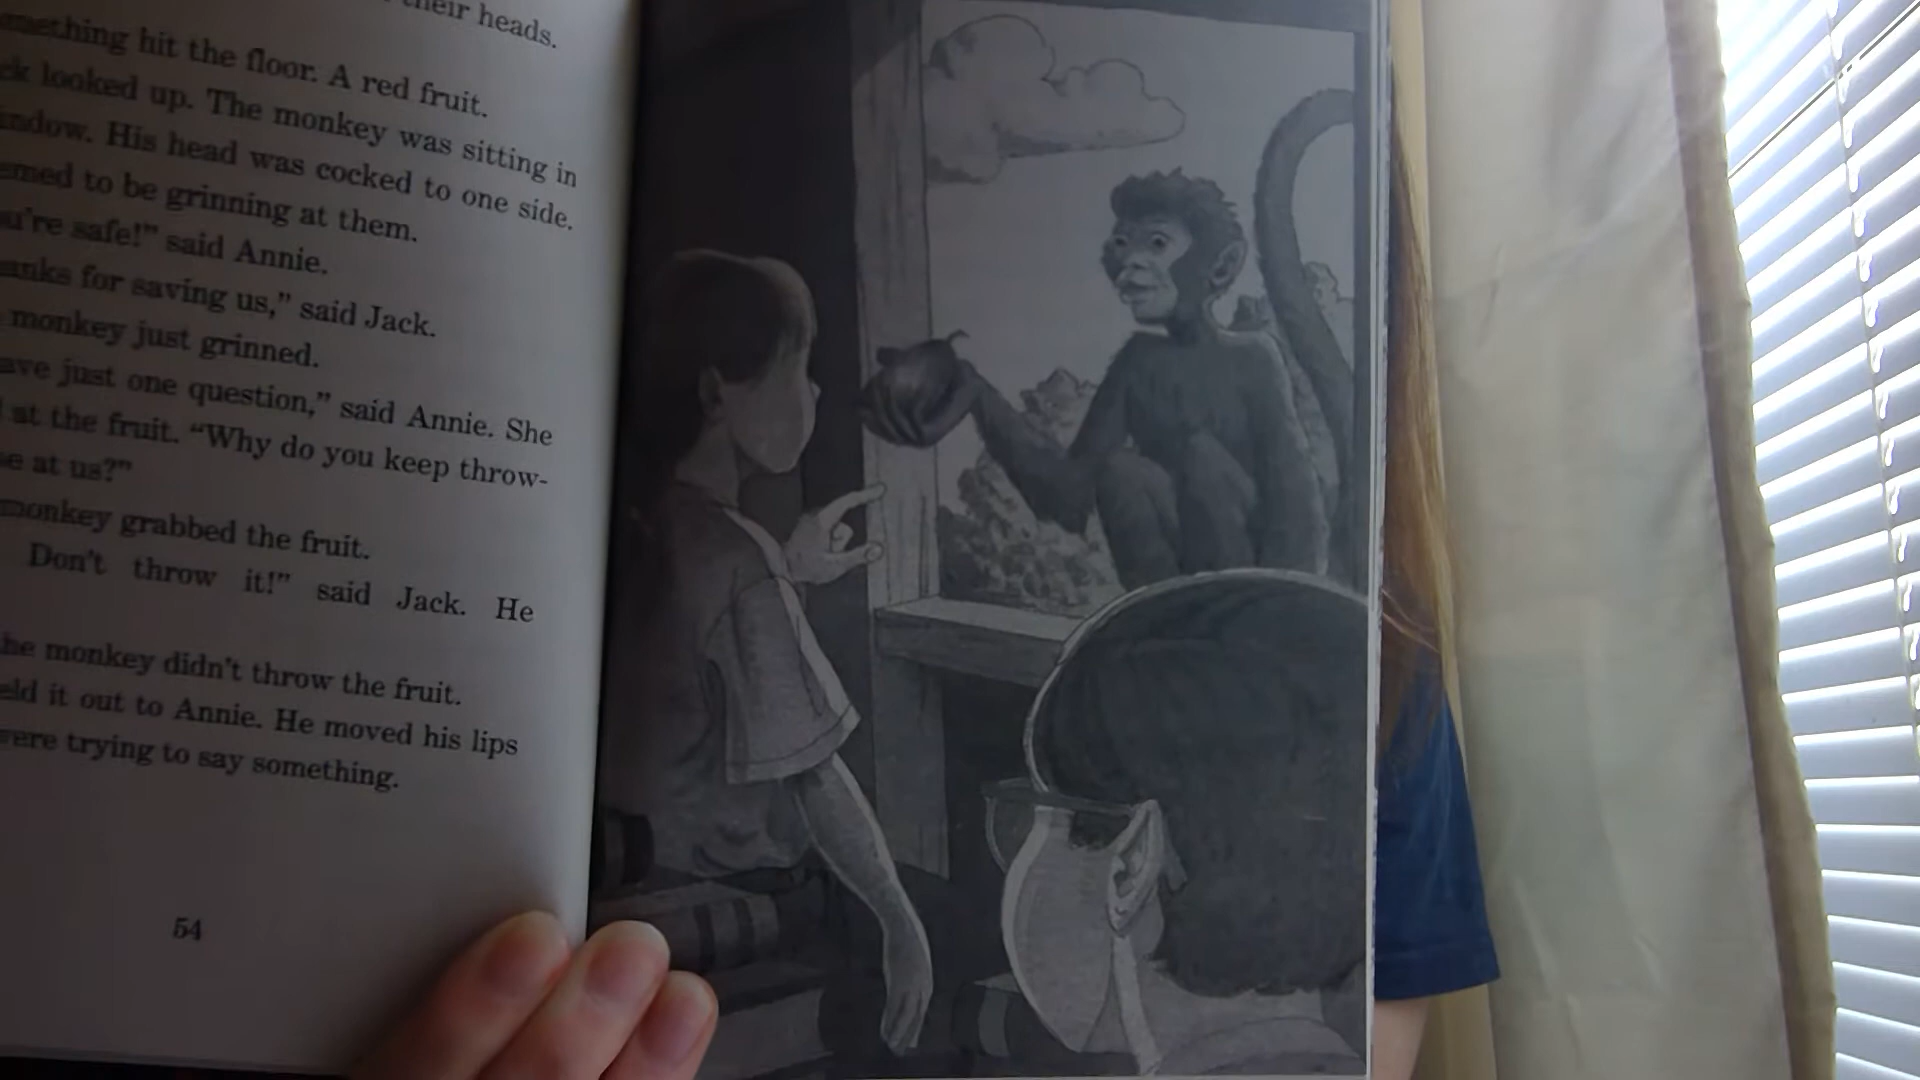 their heads.
mething hit the floor. A red fruit.
ck looked up. The monkey was sitting in
indow. His head was cocked to one side.
emed to be grinning at them.
u're safe!” said Annie.
anks for saving us,” said Jack.
monkey just grinned.
ave just one question,” said Annie. She
at the fruit. “Why do you keep throw-
e at us?”
monkey grabbed the fruit.
Don't throw it!” said Jack. He
he monkey didn't throw the fruit.
eld it out to Annie. He moved his lips
were trying to say something.
54